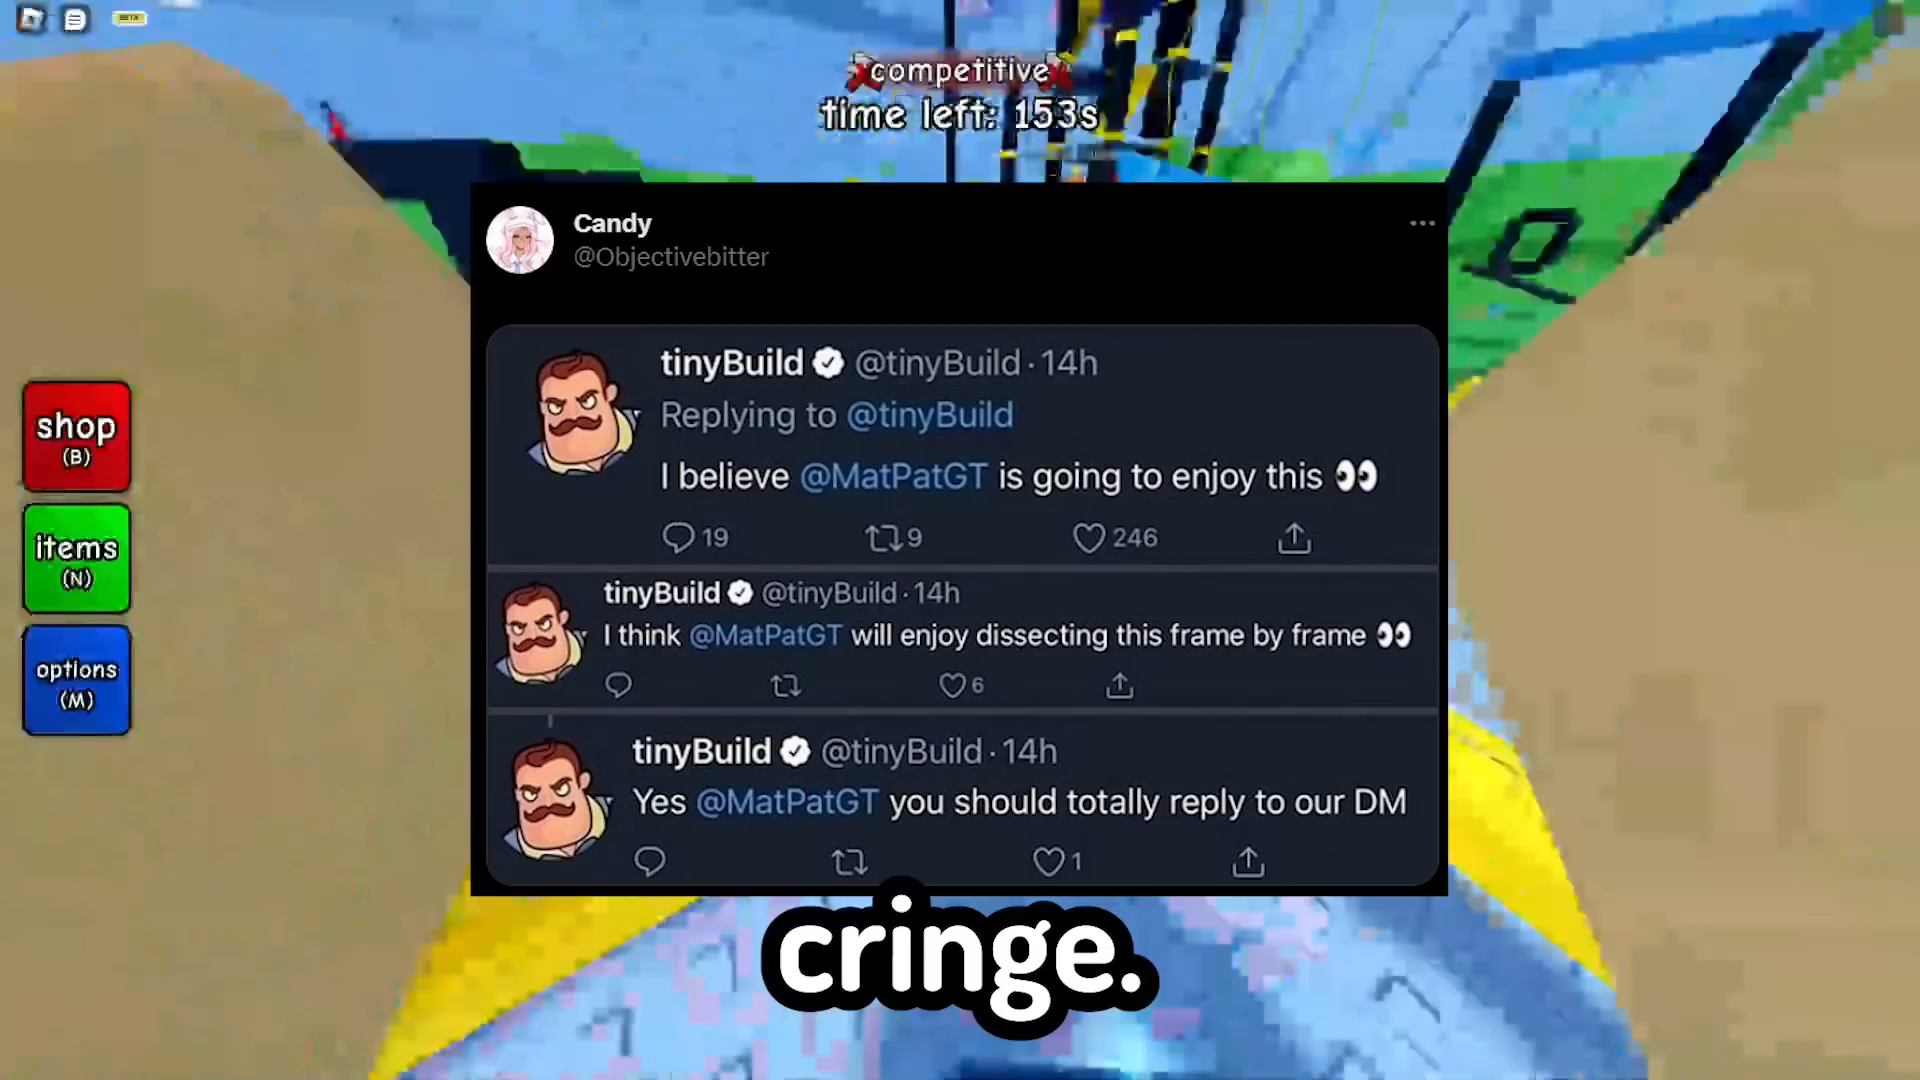 BETA
competitive
time left: 153s
Candy
@Objectivebitter
tinyBuild @tinyBuild · 14h
Replying to @tinyBuild
I believe @MatPatGT is going to enjoy this 👀
19 9 246
tinyBuild @tinyBuild · 14h
I think @MatPatGT will enjoy dissecting this frame by frame 👀
6
tinyBuild @tinyBuild · 14h
Yes @MatPatGT you should totally reply to our DM
1
shop
(B)
items
(N)
options
(M)
cringe.